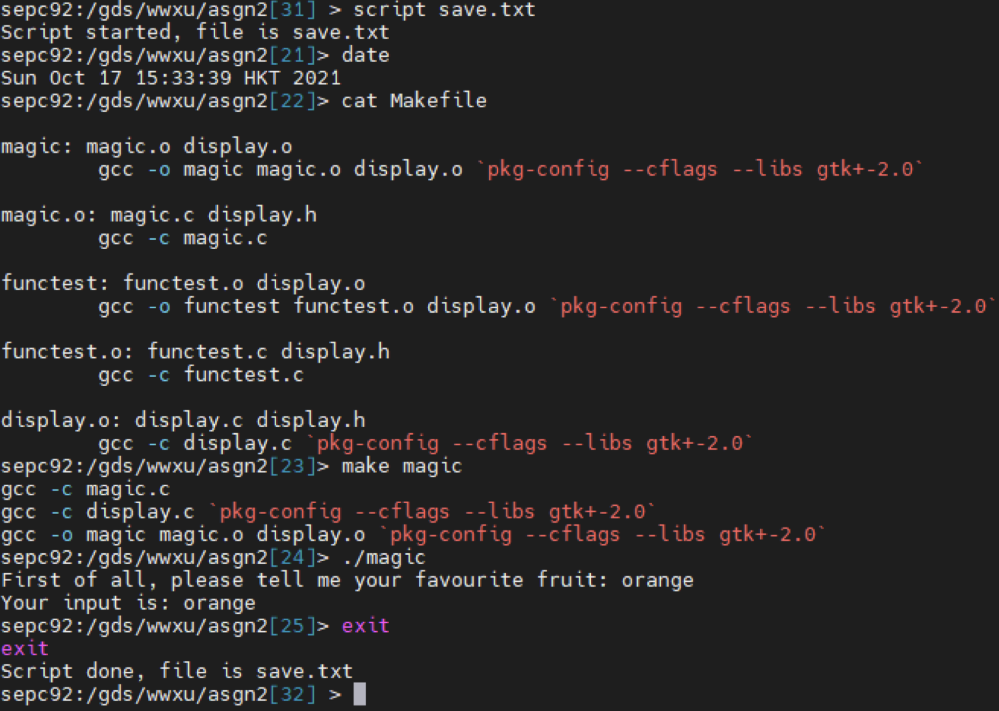 sepc92:/gds/wwxu/asgn2[31] > script save.txt
Script started, file is save.txt
sepc92:/gds/wwxu/asgn2[21]> date
Sun Oct 17 15:33:39 HKT 2021
sepc92:/gds/wwxu/asgn2[22]> cat Makefile

magic: magic.o display.o
        gcc -o magic magic.o display.o `pkg-config --cflags --libs gtk+-2.0`

magic.o: magic.c display.h
        gcc -c magic.c

functest: functest.o display.o
        gcc -o functest functest.o display.o `pkg-config --cflags --libs gtk+-2.0`

functest.o: functest.c display.h
        gcc -c functest.c

display.o: display.c display.h
        gcc -c display.c `pkg-config --cflags --libs gtk+-2.0`
sepc92:/gds/wwxu/asgn2[23]> make magic
gcc -c magic.c
gcc -c display.c `pkg-config --cflags --libs gtk+-2.0`
gcc -o magic magic.o display.o `pkg-config --cflags --libs gtk+-2.0`
sepc92:/gds/wwxu/asgn2[24]> ./magic
First of all, please tell me your favourite fruit: orange
Your input is: orange
sepc92:/gds/wwxu/asgn2[25]> exit
exit
Script done, file is save.txt
sepc92:/gds/wwxu/asgn2[32] >